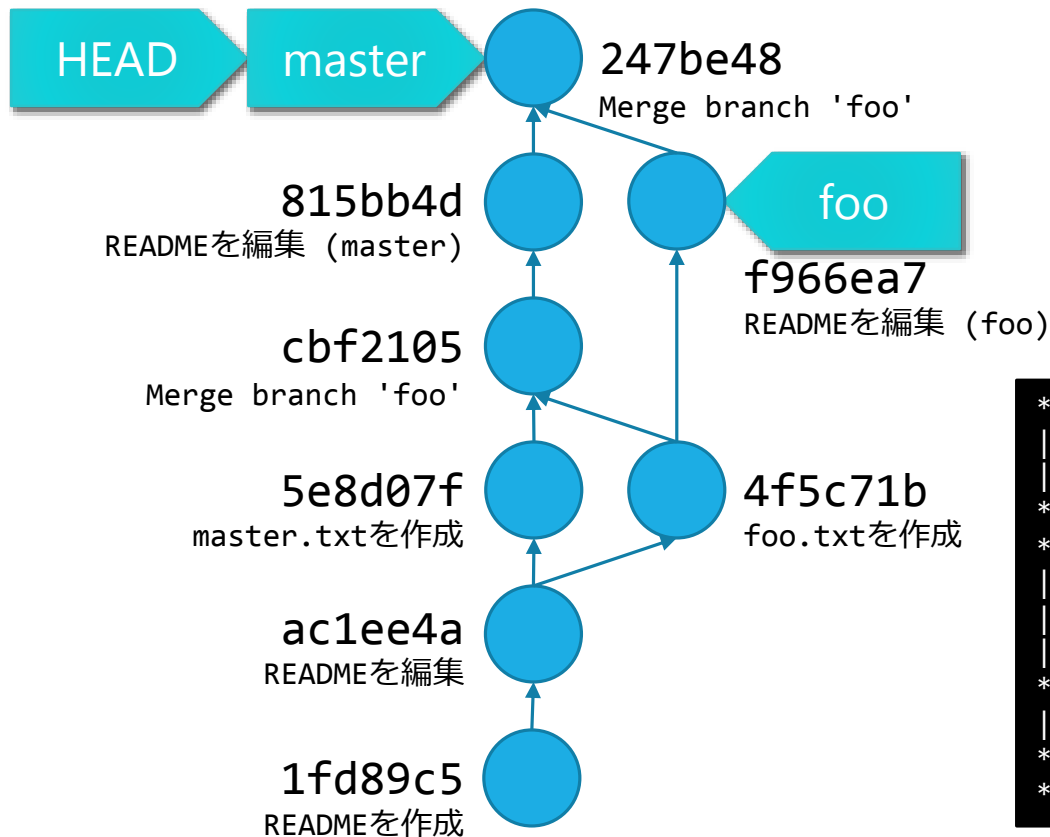 HEAD
master
247be48
Merge branch 'foo'
815bb4d
READMEを編集 (master)
foo
f966ea7
READMEを編集 (foo)
cbf2105
Merge branch 'foo'
5e8d07f
master.txtを作成
4f5c71b
foo.txtを作成
ac1ee4a
READMEを編集
1fd89c5
READMEを作成
*
|
|
*
*
|
|
|
*
|
*
*